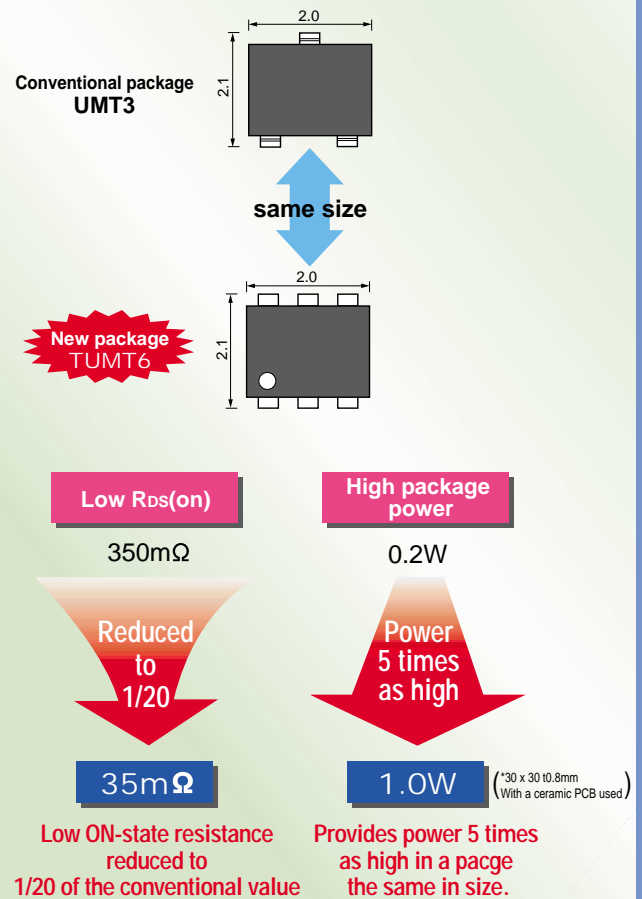 2.0
Conventional package
UMT3
2.1
same size
2.0
New package
TUMT6
2.1
Low RDS(on)
High package
power
350mΩ
0.2W
Reduced
to
1/20
Power
5 times
as high
35mΩ
1.0W
(*30 x 30 t0.8mm
With a ceramic PCB used)
Low ON-state resistance
reduced to
1/20 of the conventional value
Provides power 5 times
as high in a pacge
the same in size.